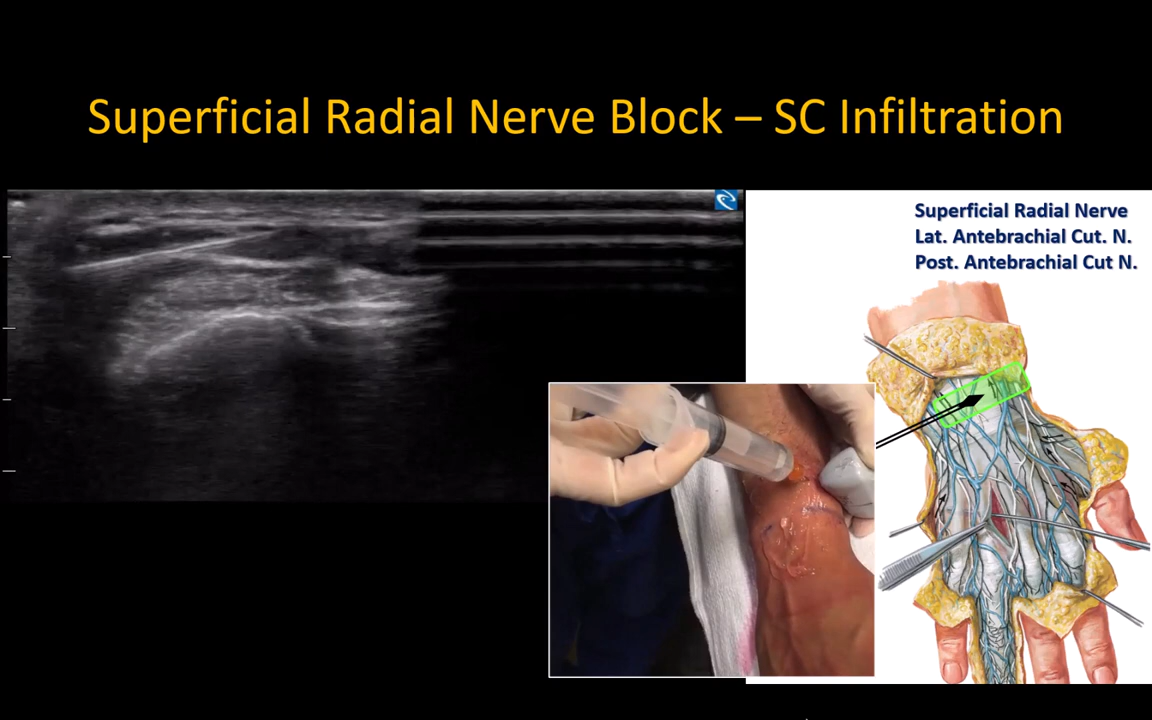 Superficial Radial Nerve Block – SC Infiltration
Superficial Radial Nerve
Lat. Antebrachial Cut. N.
Post. Antebrachial Cut N.